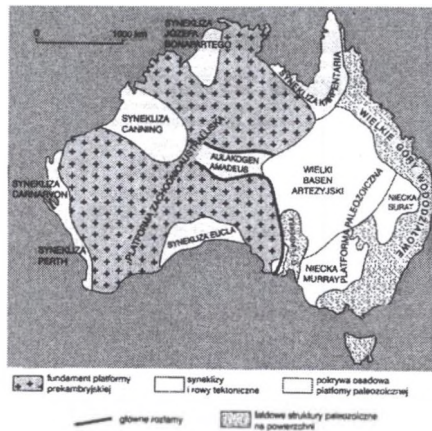 0 1000 km
SYNEKLIZA
JÓZEFA
BONAPARTEGO
SYNEKLIZA KARPENTARIA
SYNEKLIZA
CANNING
WIELKIE GÓRY WODODZIAŁOWE
PLATFORMA ZACHODNIOAUSTRALIJSKA
AULAKOGEN
AMADEUS
WIELKI
BASEN
ARTEZYJSKI
SYNEKLIZA
CARNARVON
NIECKA
SURAT
PLATFORMA PALEOZOICZNA
SYNEKLIZA EUCLA
SYNEKLIZA
PERTH
NIECKA
MURRAY
fundament platformy
prekambryjskiej
syneklizy
i rowy tektoniczne
pokrywa osadowa
platformy paleozoicznej
główne rozłamy
fałdowe struktury paleozoiczne
na powierzchni